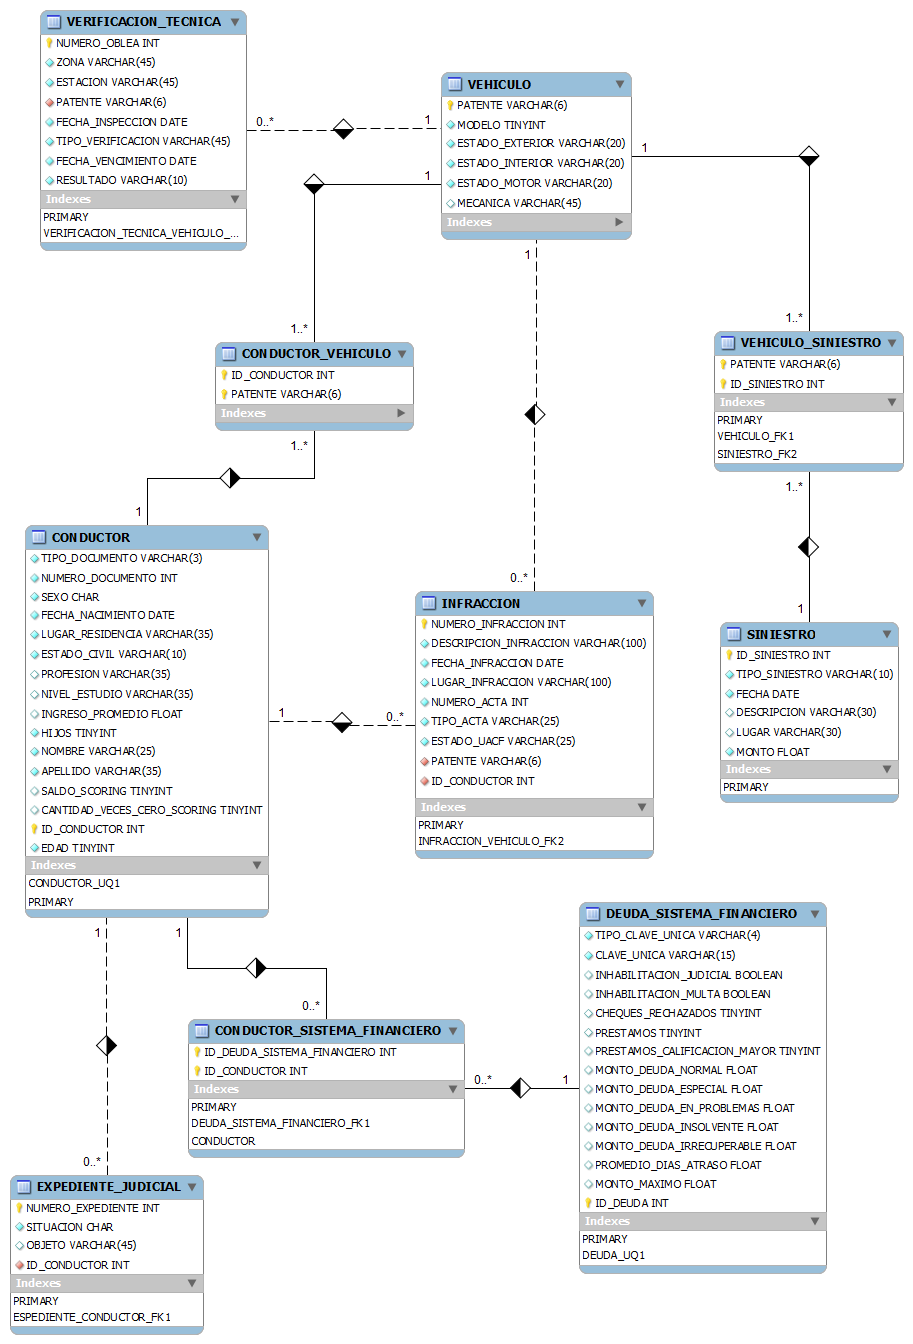 VERIFICACION_TECNICA
NUMERO_OBLEA INT
ZONA VARCHAR(45)
ESTACION VARCHAR(45)
PATENTE VARCHAR(6)
FECHA_INSPECCION DATE
TIPO_VERIFICACION VARCHAR(45)
FECHA_VENCIMIENTO DATE
RESULTADO VARCHAR(10)
Indexes
PRIMARY
VERIFICACION_TECNICA_VEHICULO_...
0..*
1
VEHICULO
PATENTE VARCHAR(6)
MODELO TINYINT
ESTADO_EXTERIOR VARCHAR(20)
ESTADO_INTERIOR VARCHAR(20)
ESTADO_MOTOR VARCHAR(20)
MECANICA VARCHAR(45)
Indexes
1
1
1
1..*
1..*
CONDUCTOR_VEHICULO
ID_CONDUCTOR INT
PATENTE VARCHAR(6)
Indexes
1..*
1
VEHICULO_SINIESTRO
PATENTE VARCHAR(6)
ID_SINIESTRO INT
Indexes
PRIMARY
VEHICULO_FK1
SINIESTRO_FK2
1..*
1
CONDUCTOR
TIPO_DOCUMENTO VARCHAR(3)
NUMERO_DOCUMENTO INT
SEXO CHAR
FECHA_NACIMIENTO DATE
LUGAR_RESIDENCIA VARCHAR(35)
ESTADO_CIVIL VARCHAR(10)
PROFESION VARCHAR(35)
NIVEL_ESTUDIO VARCHAR(35)
INGRESO_PROMEDIO FLOAT
HIJOS TINYINT
NOMBRE VARCHAR(25)
APELLIDO VARCHAR(35)
SALDO_SCORING TINYINT
CANTIDAD_VECES_CERO_SCORING TINYINT
ID_CONDUCTOR INT
EDAD TINYINT
Indexes
CONDUCTOR_UQ1
PRIMARY
1
0..*
0..*
INFRACCION
NUMERO_INFRACCION INT
DESCRIPCION_INFRACCION VARCHAR(100)
FECHA_INFRACCION DATE
LUGAR_INFRACCION VARCHAR(100)
NUMERO_ACTA INT
TIPO_ACTA VARCHAR(25)
ESTADO_UACF VARCHAR(25)
PATENTE VARCHAR(6)
ID_CONDUCTOR INT
Indexes
PRIMARY
INFRACCION_VEHICULO_FK2
SINIESTRO
ID_SINIESTRO INT
TIPO_SINIESTRO VARCHAR(10)
FECHA DATE
DESCRIPCION VARCHAR(30)
LUGAR VARCHAR(30)
MONTO FLOAT
Indexes
PRIMARY
1
1
0..*
CONDUCTOR_SISTEMA_FINANCIERO
ID_DEUDA_SISTEMA_FINANCIERO INT
ID_CONDUCTOR INT
Indexes
PRIMARY
DEUDA_SISTEMA_FINANCIERO_FK1
CONDUCTOR
0..*
1
DEUDA_SISTEMA_FINANCIERO
TIPO_CLAVE_UNICA VARCHAR(4)
CLAVE_UNICA VARCHAR(15)
INHABILITACION_JUDICIAL BOOLEAN
INHABILITACION_MULTA BOOLEAN
CHEQUES_RECHAZADOS TINYINT
PRESTAMOS TINYINT
PRESTAMOS_CALIFICACION_MAYOR TINYINT
MONTO_DEUDA_NORMAL FLOAT
MONTO_DEUDA_ESPECIAL FLOAT
MONTO_DEUDA_EN_PROBLEMAS FLOAT
MONTO_DEUDA_INSOLVENTE FLOAT
MONTO_DEUDA_IRRECUPERABLE FLOAT
PROMEDIO_DIAS_ATRASO FLOAT
MONTO_MAXIMO FLOAT
ID_DEUDA INT
Indexes
PRIMARY
DEUDA_UQ1
0..*
EXPEDIENTE_JUDICIAL
NUMERO_EXPEDIENTE INT
SITUACION CHAR
OBJETO VARCHAR(45)
ID_CONDUCTOR INT
Indexes
PRIMARY
ESPEDIENTE_CONDUCTOR_FK1